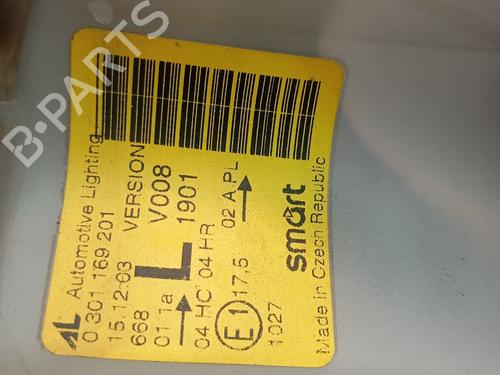 AL Automotive Lighting
0 301 169 201
15.12.03 VERSION
668 V008
01 1a L 1901
04 HC 04 HR 02 A PL
E1 17,5
1027
smart
Made in Czech Republic
B-PARTS